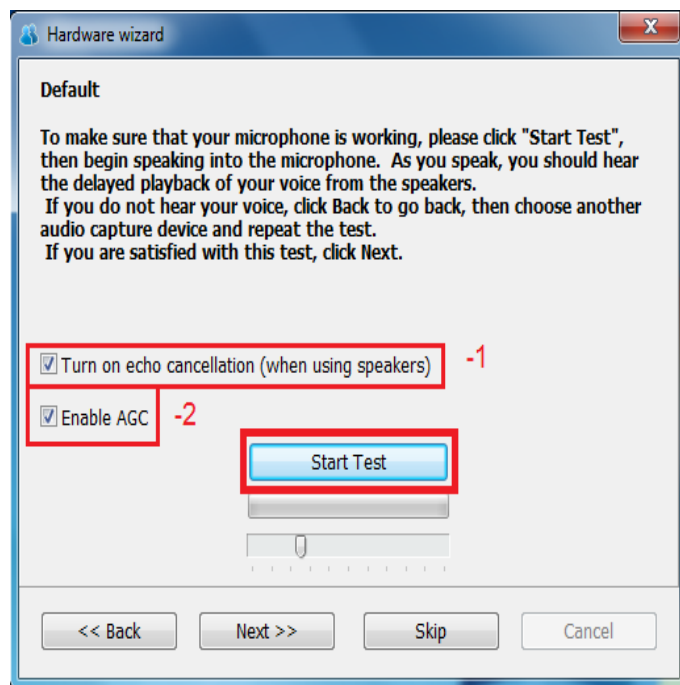 Hardware wizard
X
Default
To make sure that your microphone is working, please click "Start Test",
then begin speaking into the microphone.  As you speak, you should hear
the delayed playback of your voice from the speakers.
If you do not hear your voice, click Back to go back, then choose another
audio capture device and repeat the test.
If you are satisfied with this test, click Next.
Turn on echo cancellation (when using speakers) -1
Enable AGC -2
Start Test
<< Back Next >> Skip Cancel